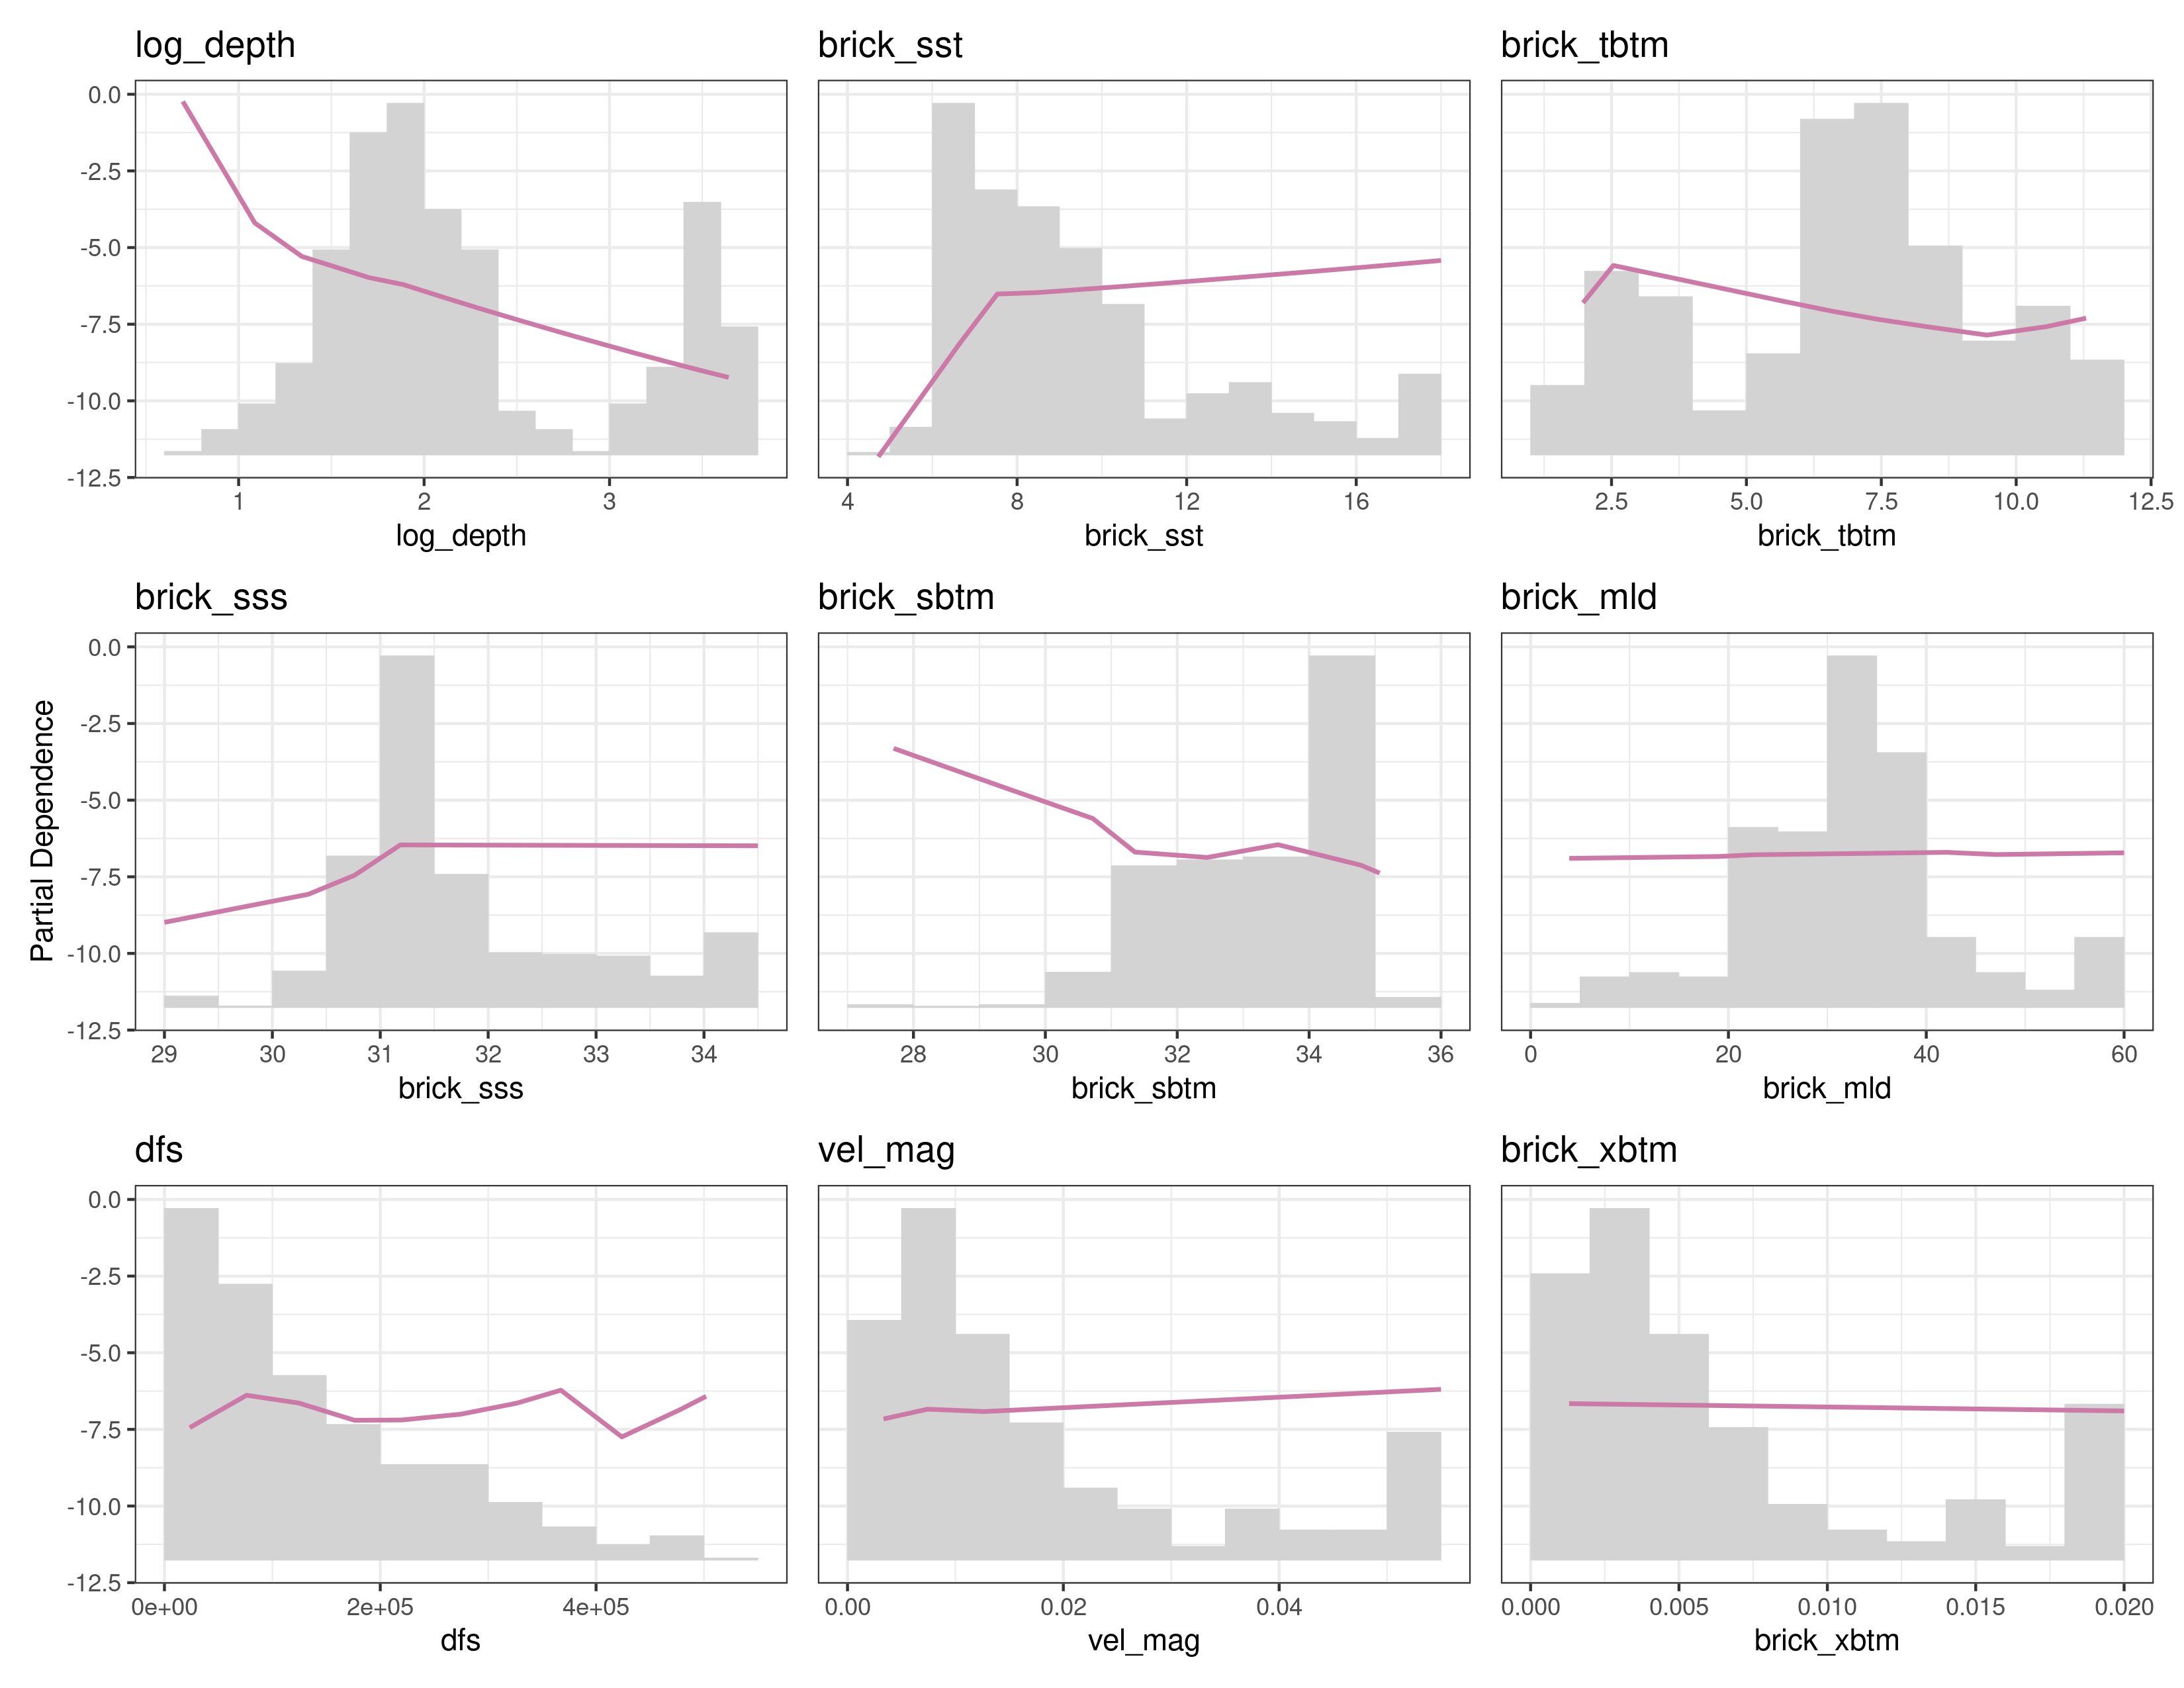 log_depth brick_sst brick_tbtm
0.0
-2.5
-5.0
-7.5
-10.0
-12.5
1 2 3 4 8 12 16 2.5 5.0 7.5 10.0 12.5
log_depth brick_sst brick_tbtm
brick_sss brick_sbtm brick_mld
Partial Dependence
0.0
-2.5
-5.0
-7.5
-10.0
-12.5
29 30 31 32 33 34 28 30 32 34 36 0 20 40 60
brick_sss brick_sbtm brick_mld
dfs vel_mag brick_xbtm
0.0
-2.5
-5.0
-7.5
-10.0
-12.5
0e+00 2e+05 4e+05 0.00 0.02 0.04 0.000 0.005 0.010 0.015 0.020
dfs vel_mag brick_xbtm